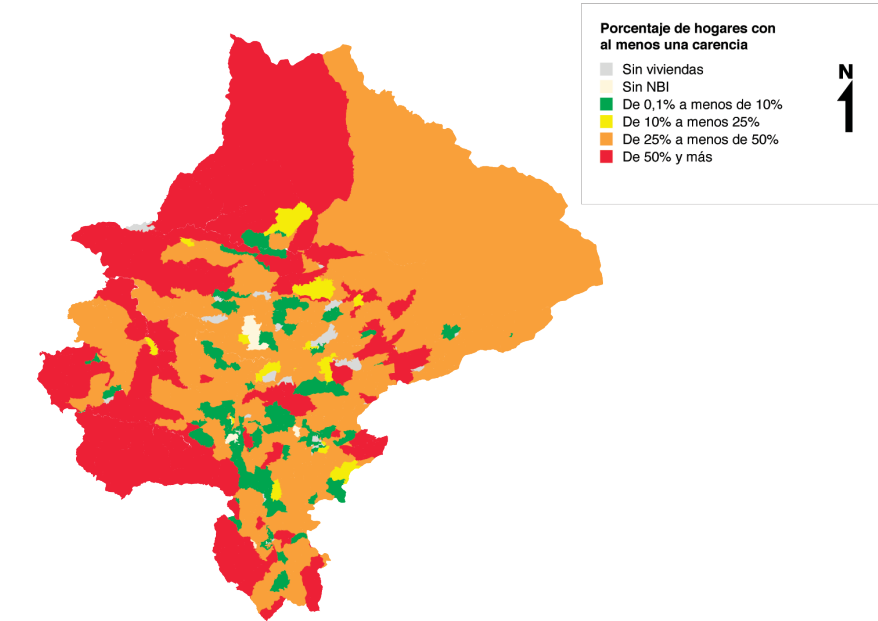 Porcentaje de hogares con
al menos una carencia
Sin viviendas
Sin NBI
De 0,1% a menos de 10%
De 10% a menos 25%
De 25% a menos de 50%
De 50% y más
N